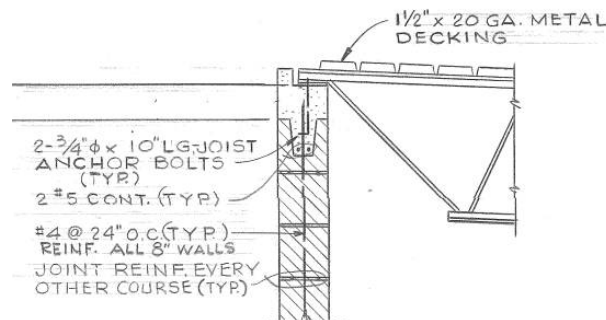 1½" x 20 GA. METAL
DECKING
2-¾"ϕ x 10" LG. JOIST
ANCHOR BOLTS
(TYP.)
2 #5 CONT. (TYP.)
#4 @ 24" O.C. (TYP.)
REINF. ALL 8" WALLS
JOINT REINF. EVERY
OTHER COURSE (TYP.)